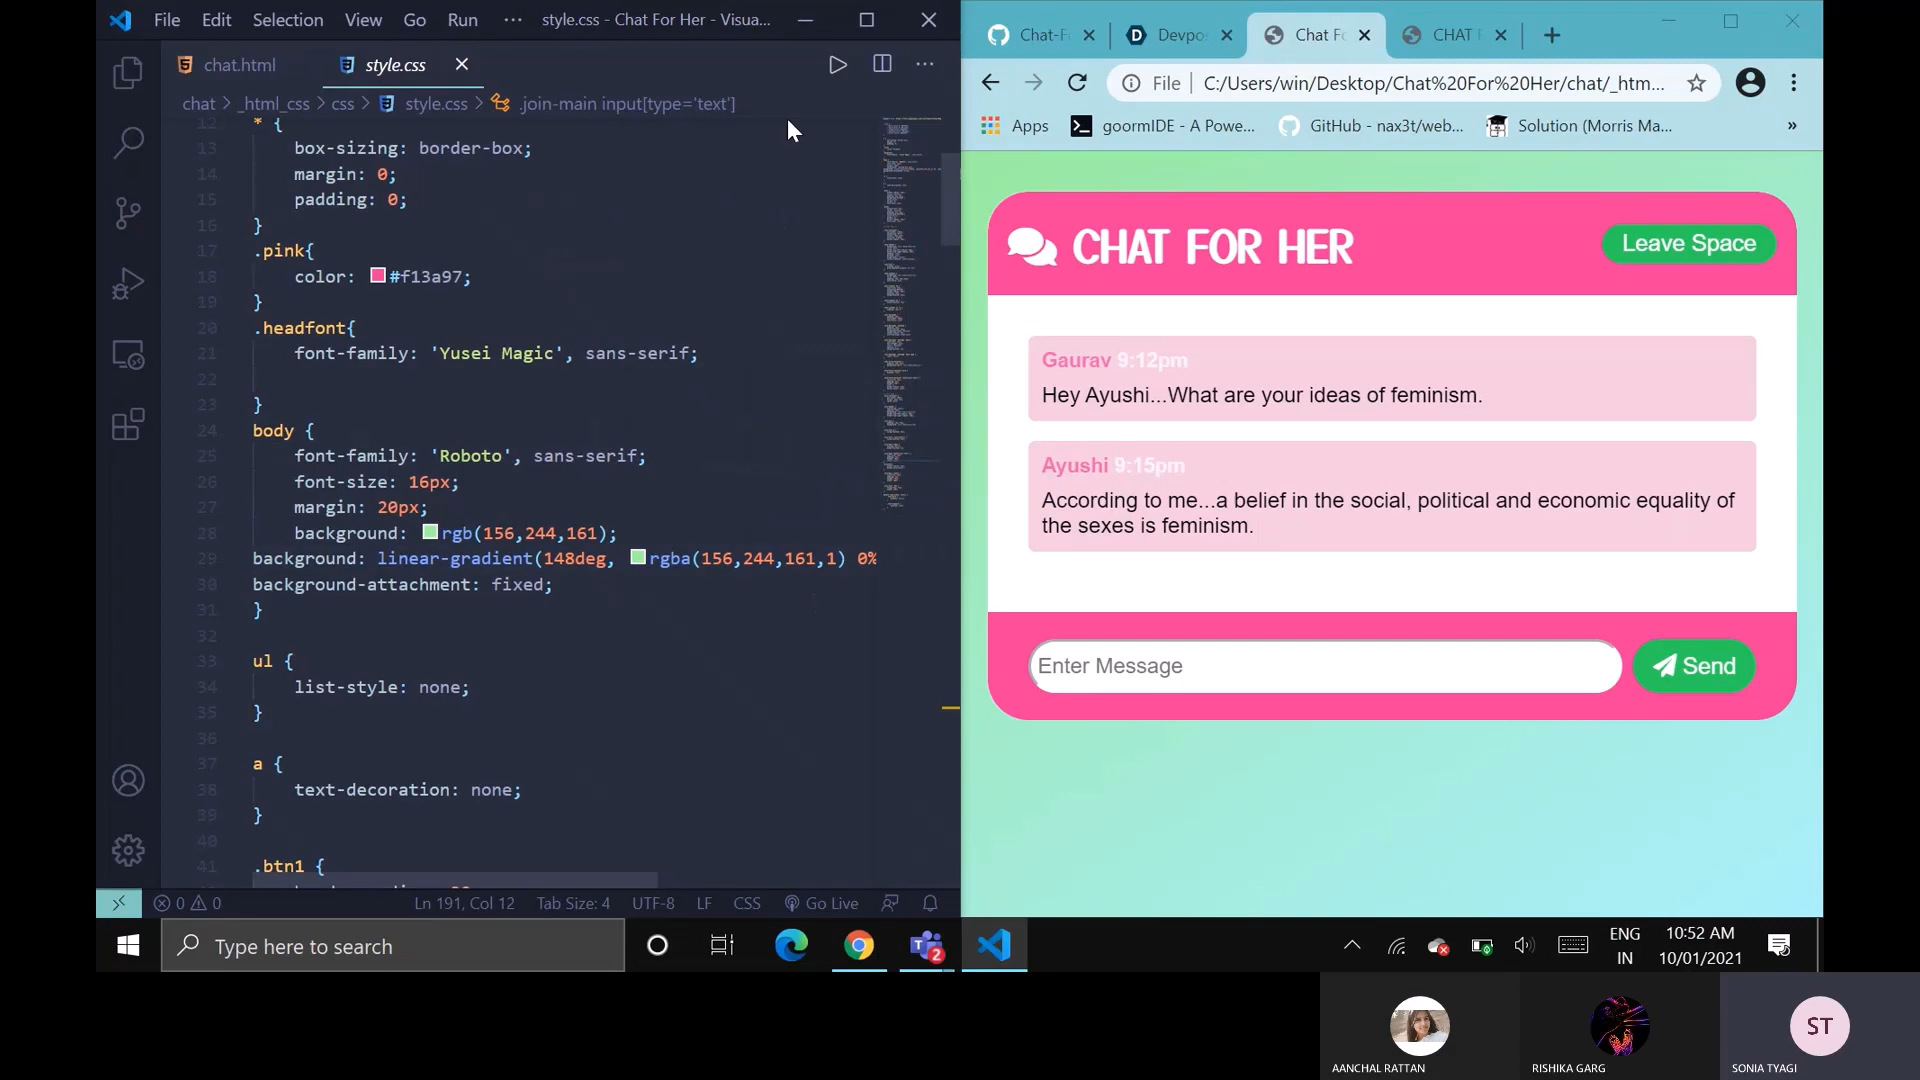 File Edit Selection View Go Run ··· style.css - Chat For Her - Visua...
chat.html style.css
chat > _html_css > css > style.css > .join-main input[type='text']
12 * {
13 box-sizing: border-box;
14 margin: 0;
15 padding: 0;
16 }
17 .pink{
18 color: #f13a97;
19 }
20 .headfont{
21 font-family: 'Yusei Magic', sans-serif;
22
23 }
24 body {
25 font-family: 'Roboto', sans-serif;
26 font-size: 16px;
27 margin: 20px;
28 background: rgb(156,244,161);
29 background: linear-gradient(148deg, rgba(156,244,161,1) 0%
30 background-attachment: fixed;
31 }
32
33 ul {
34 list-style: none;
35 }
36
37 a {
38 text-decoration: none;
39 }
40
41 .btn1 {
0 0 Ln 191, Col 12 Tab Size: 4 UTF-8 LF CSS Go Live
Chat-F Devpo Chat Fo CHAT
File C:/Users/win/Desktop/Chat%20For%20Her/chat/_htm...
Apps goormIDE - A Powe... GitHub - nax3t/web... Solution (Morris Ma... »
CHAT FOR HER
Leave Space
Gaurav 9:12pm
Hey Ayushi...What are your ideas of feminism.
Ayushi 9:15pm
According to me...a belief in the social, political and economic equality of
the sexes is feminism.
Enter Message
Send
Type here to search
2
ENG
IN
10:52 AM
10/01/2021
ST
AANCHAL RATTAN RISHIKA GARG SONIA TYAGI